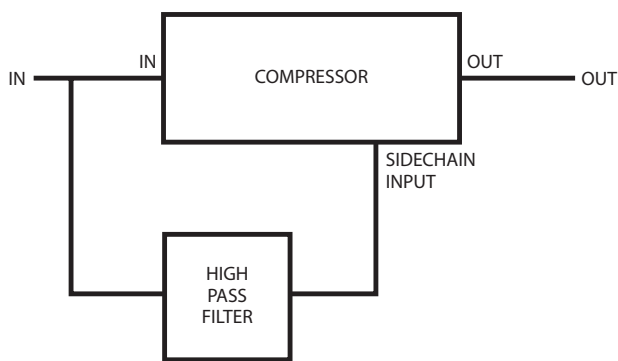 IN
IN
COMPRESSOR
OUT
OUT
SIDECHAIN
INPUT
HIGH
PASS
FILTER